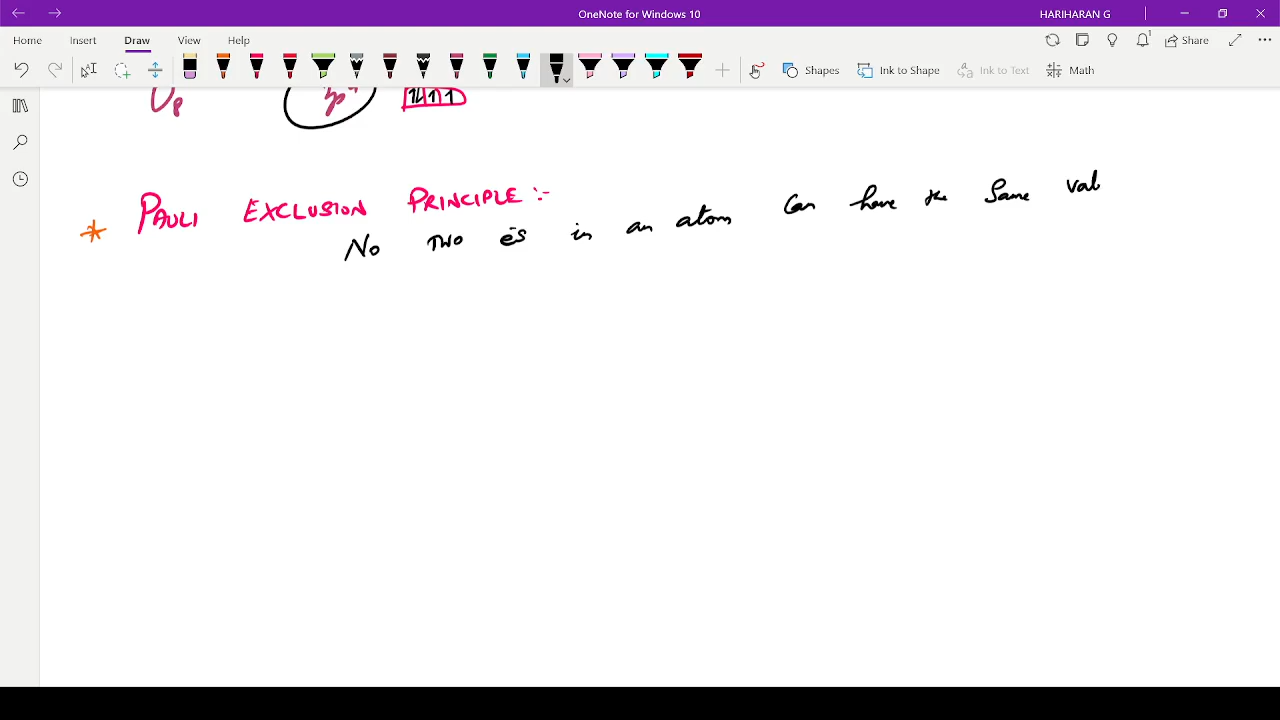 OneNote for Windows 10
HARIHARAN G
Home Insert Draw View Help
Share
Shapes Ink to Shape Ink to Text Math
* PAULI EXCLUSION PRINCIPLE :-
No Two e̅s in an atom Can have the Same val